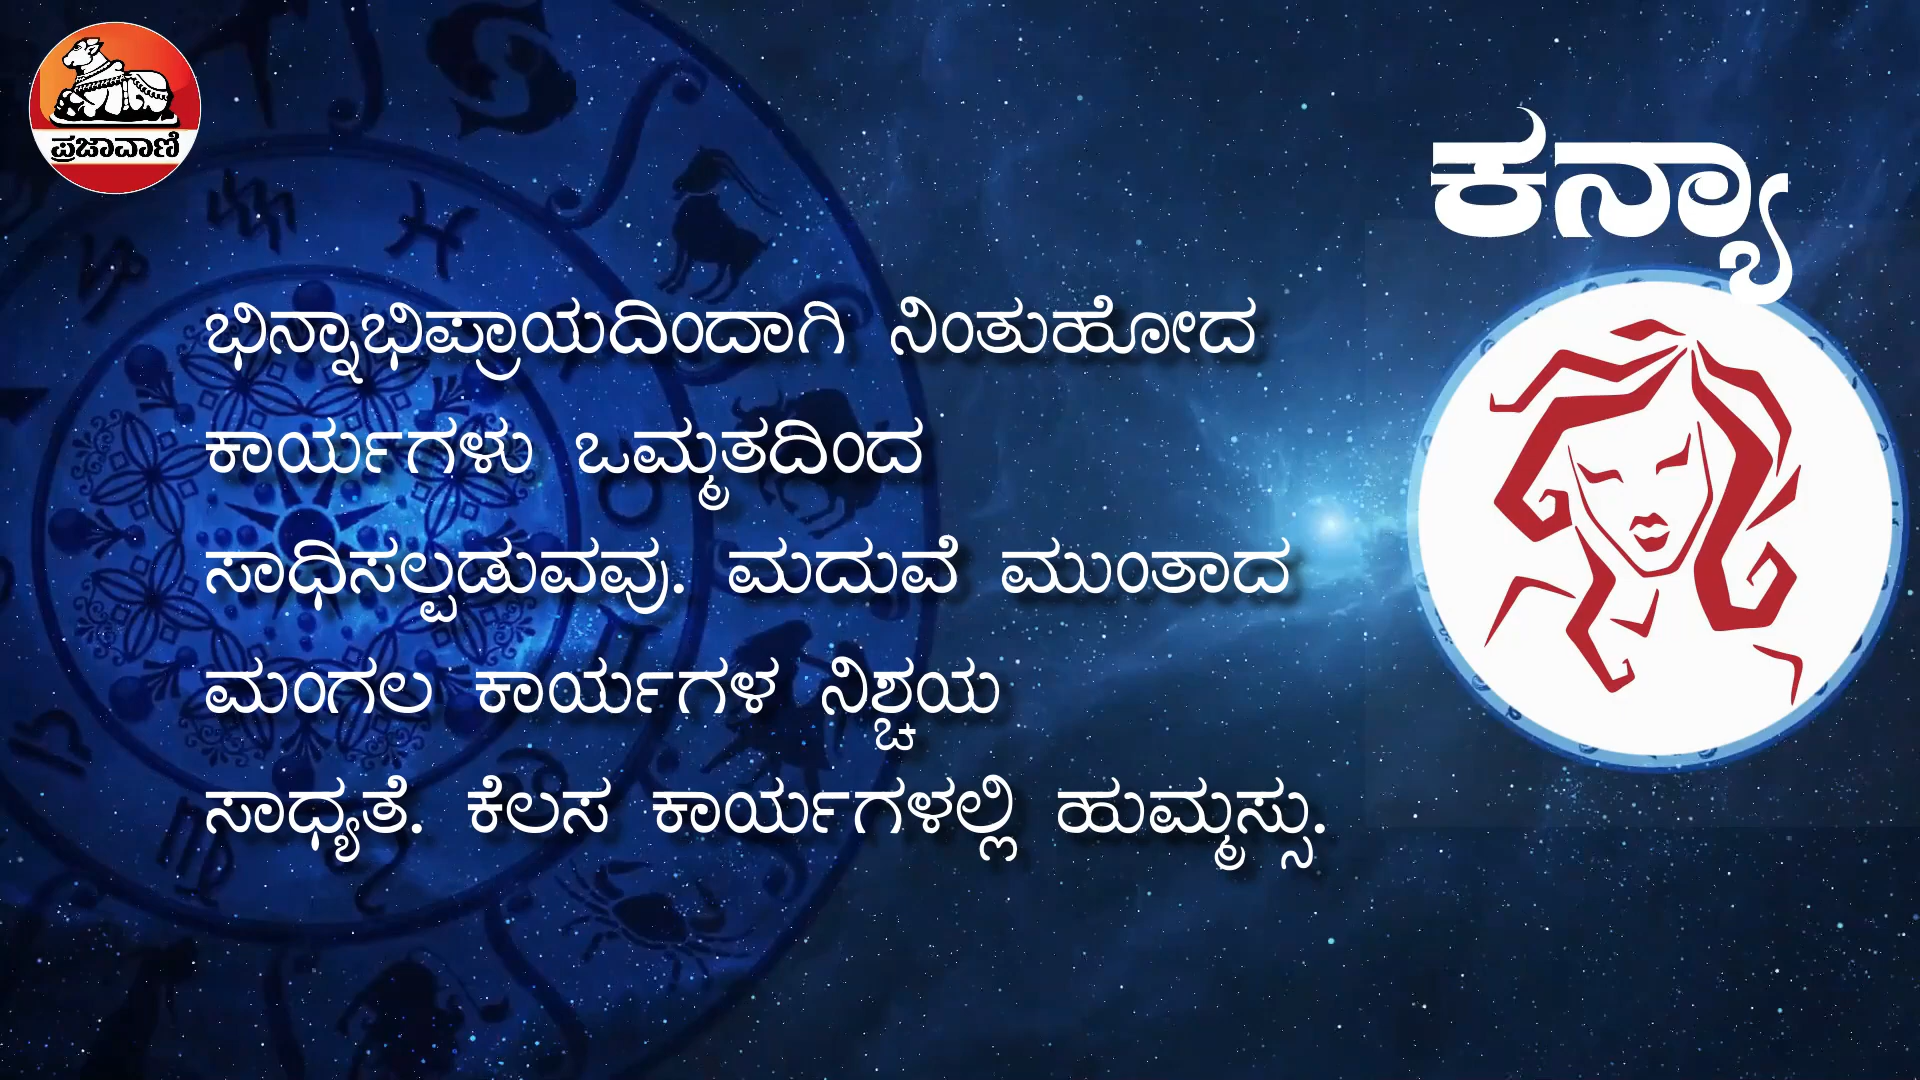 ಪ್ರಜಾವಾಣಿ
ಕನ್ಯಾ
ಭಿನ್ನಾಭಿಪ್ರಾಯದಿಂದಾಗಿ ನಿಂತುಹೋದ
ಕಾರ್ಯಗಳು ಒಮ್ಮತದಿಂದ
ಸಾಧಿಸಲ್ಪಡುವವು. ಮದುವೆ ಮುಂತಾದ
ಮಂಗಲ ಕಾರ್ಯಗಳ ನಿಶ್ಚಯ
ಸಾಧ್ಯತೆ. ಕೆಲಸ ಕಾರ್ಯಗಳಲ್ಲಿ ಹುಮ್ಮಸ್ಸು.